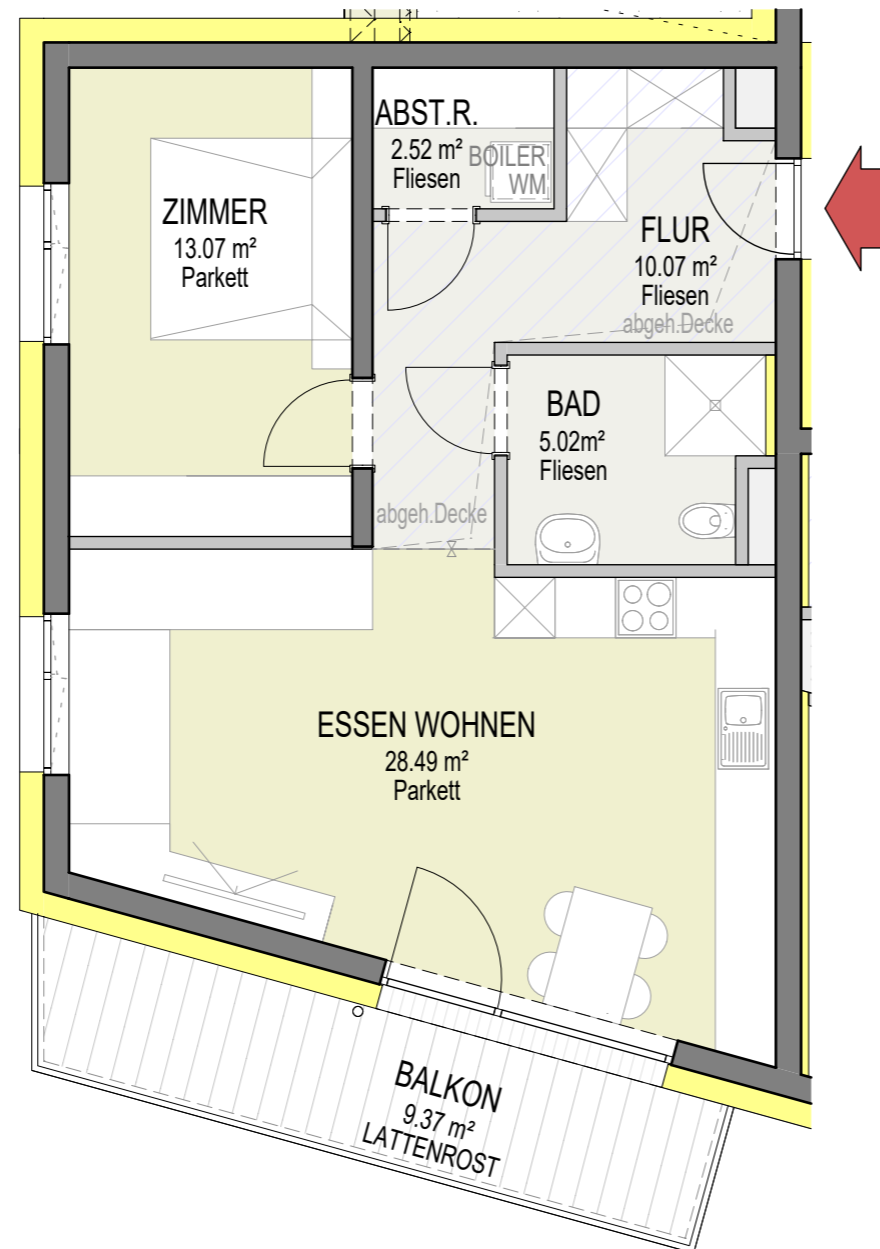 ABST.R.
2.52 m²
Fliesen
BOILER
WM
ZIMMER
13.07 m²
Parkett
FLUR
10.07 m²
Fliesen
abgeh.Decke
BAD
5.02m²
Fliesen
abgeh.Decke
ESSEN WOHNEN
28.49 m²
Parkett
BALKON
9.37 m²
LATTENROST